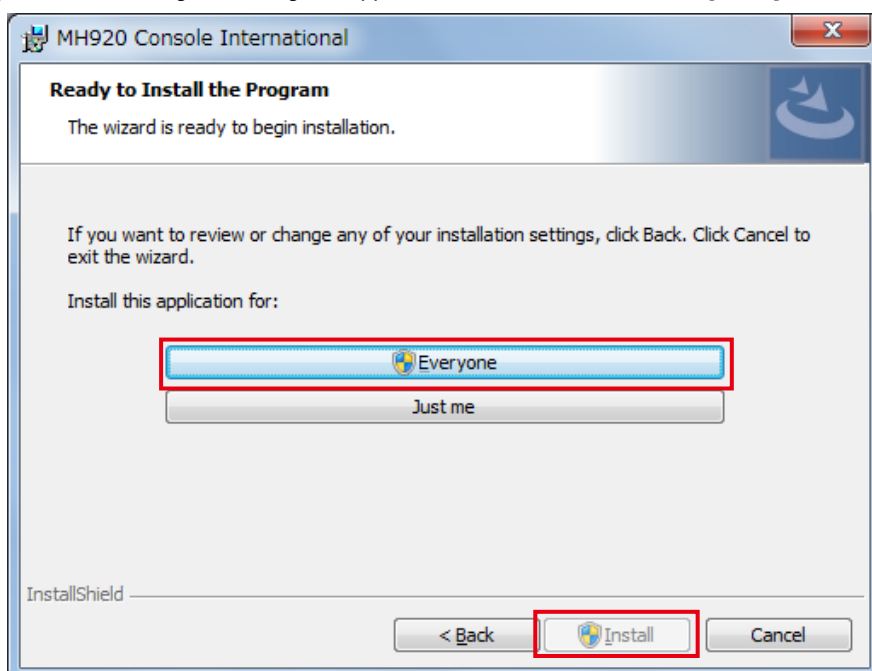 MH920 Console International
Ready to Install the Program
The wizard is ready to begin installation.
If you want to review or change any of your installation settings, click Back. Click Cancel to
exit the wizard.
Install this application for:
Everyone
Just me
InstallShield
< Back
Install
Cancel